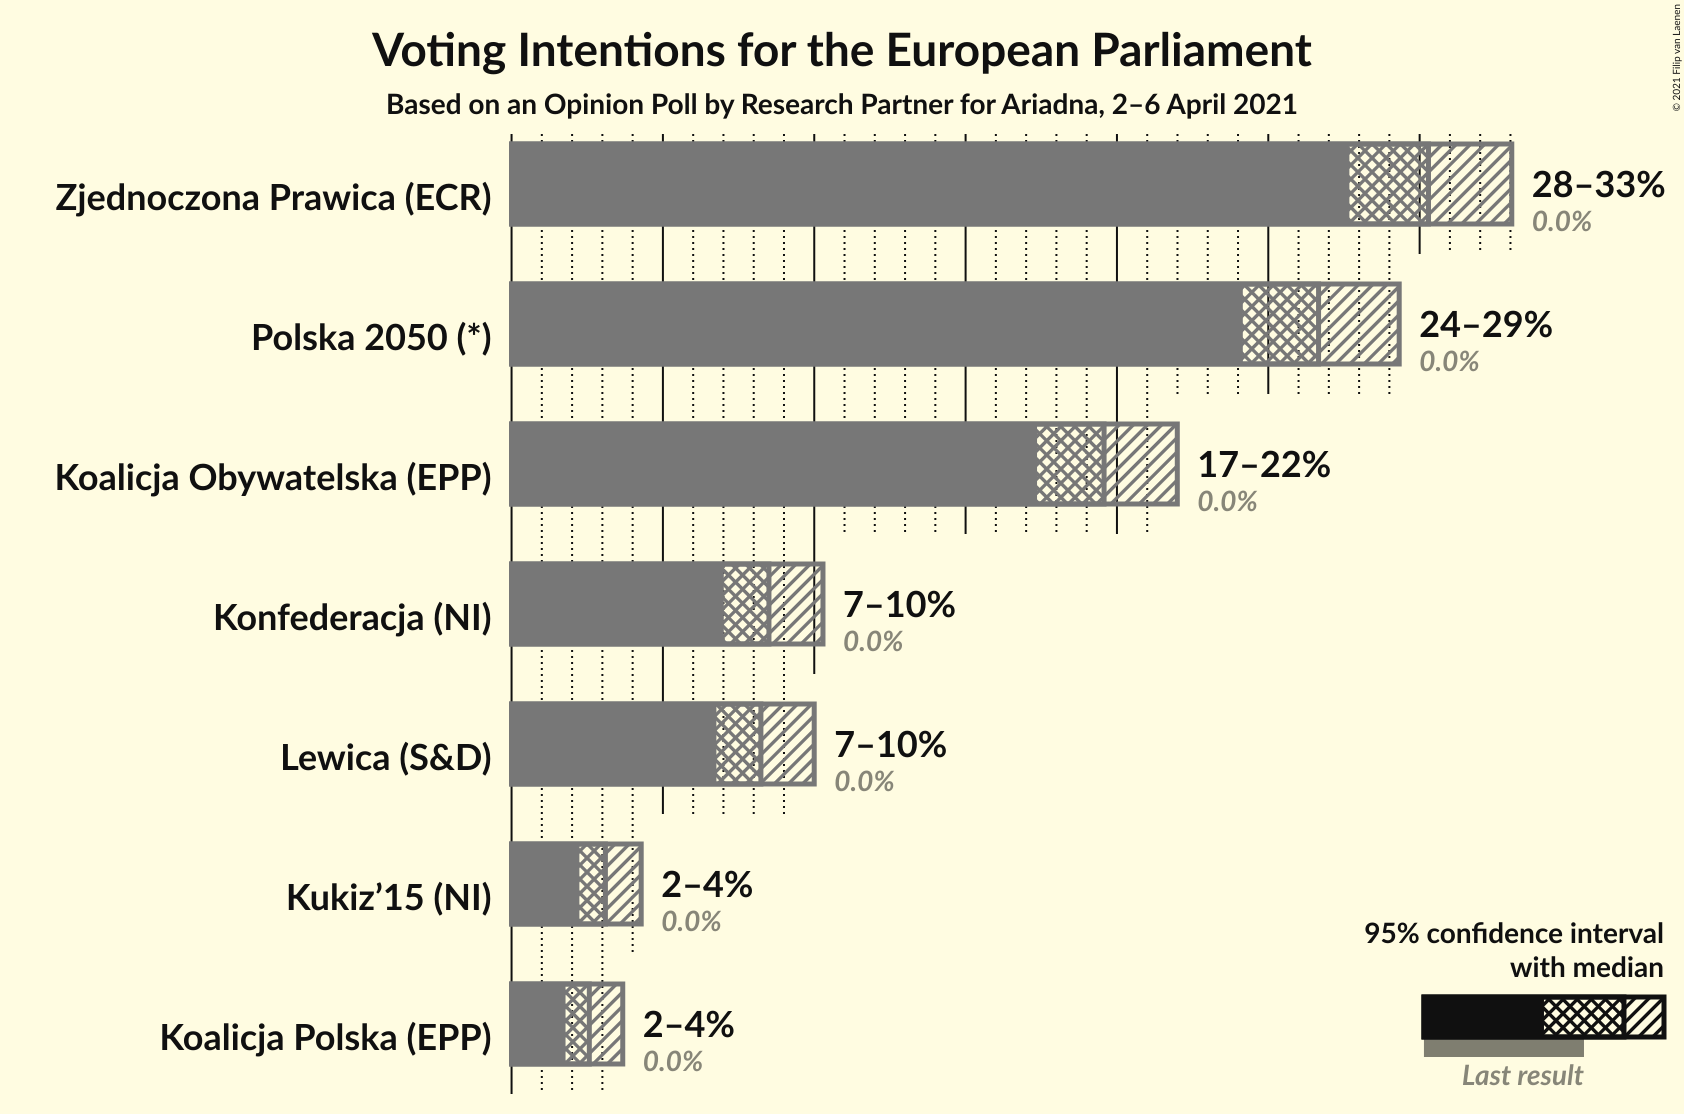 Voting Intentions for the European Parliament
Based on an Opinion Poll by Research Partner for Ariadna, 2–6 April 2021
© 2021 Filip van Laenen
Zjednoczona Prawica (ECR)
28–33%
0.0%
Polska 2050 (*)
24–29%
0.0%
Koalicja Obywatelska (EPP)
17–22%
0.0%
Konfederacja (NI)
7–10%
0.0%
Lewica (S&D)
7–10%
0.0%
Kukiz’15 (NI)
2–4%
0.0%
Koalicja Polska (EPP)
2–4%
0.0%
95% confidence interval
with median
Last result